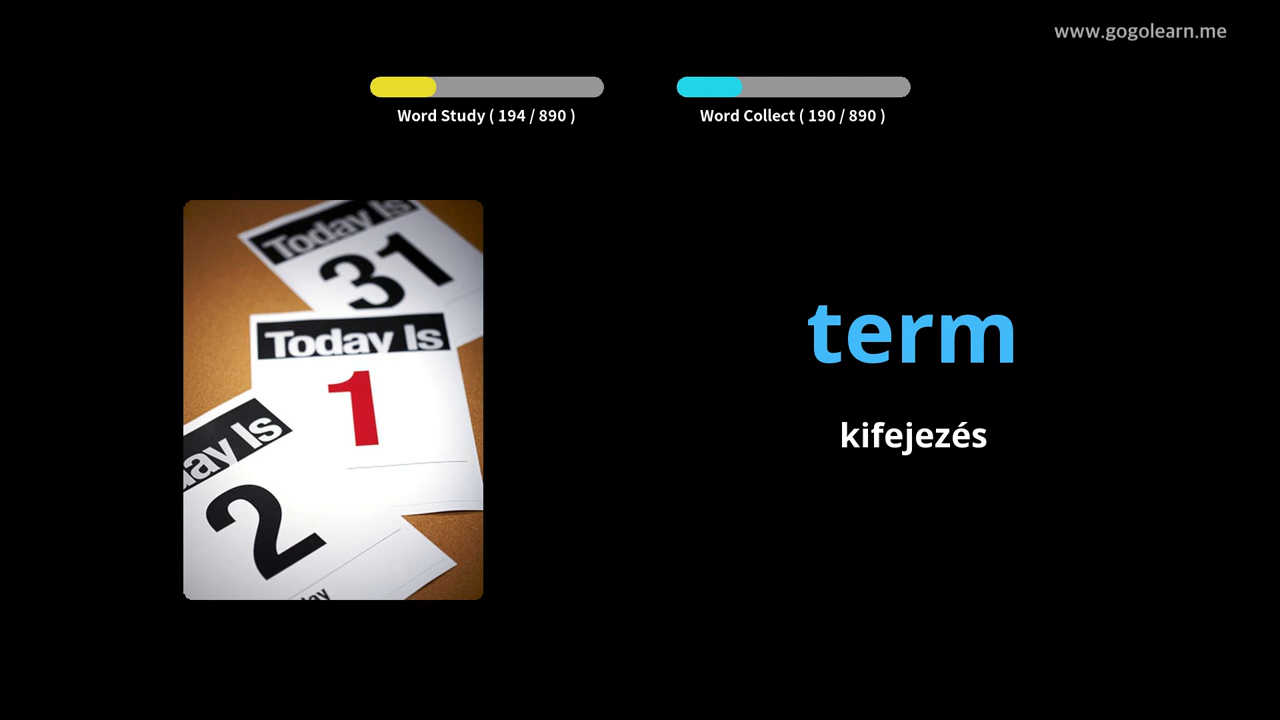 www.gogolearn.me
Word Study ( 194 / 890 )
Word Collect ( 190 / 890 )
Today Is
31
Today Is
1
ay Is
2
term
kifejezés